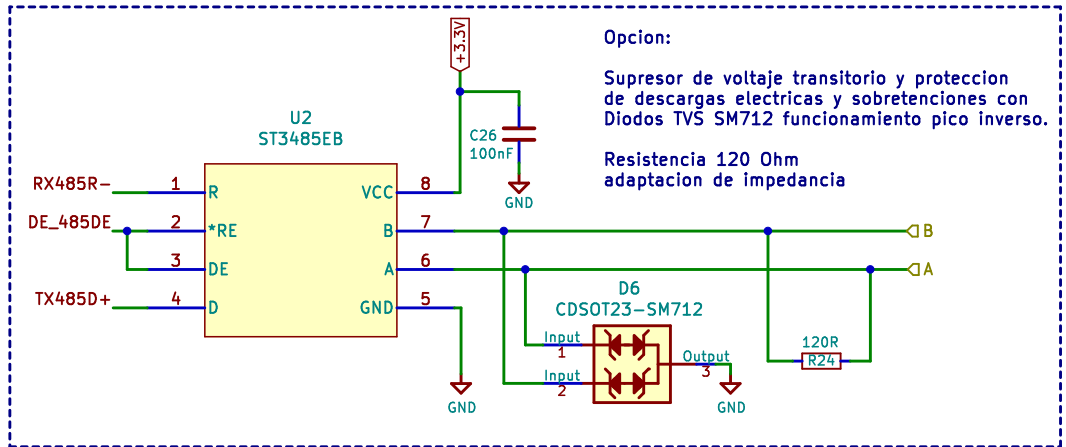 +3.3V
Opcion:
Supresor de voltaje transitorio y proteccion
de descargas electricas y sobretenciones con
Diodos TVS SM712 funcionamiento pico inverso.
Resistencia 120 Ohm
adaptacion de impedancia
U2
ST3485EB
C26
100nF
GND
RX485R-
1
R
VCC
8
DE_485DE
2
*RE
B
7
B
3
DE
A
6
A
TX485D+
4
D
GND
5
GND
D6
CDSOT23-SM712
Input
1
Input
2
Output
3
GND
120R
R24